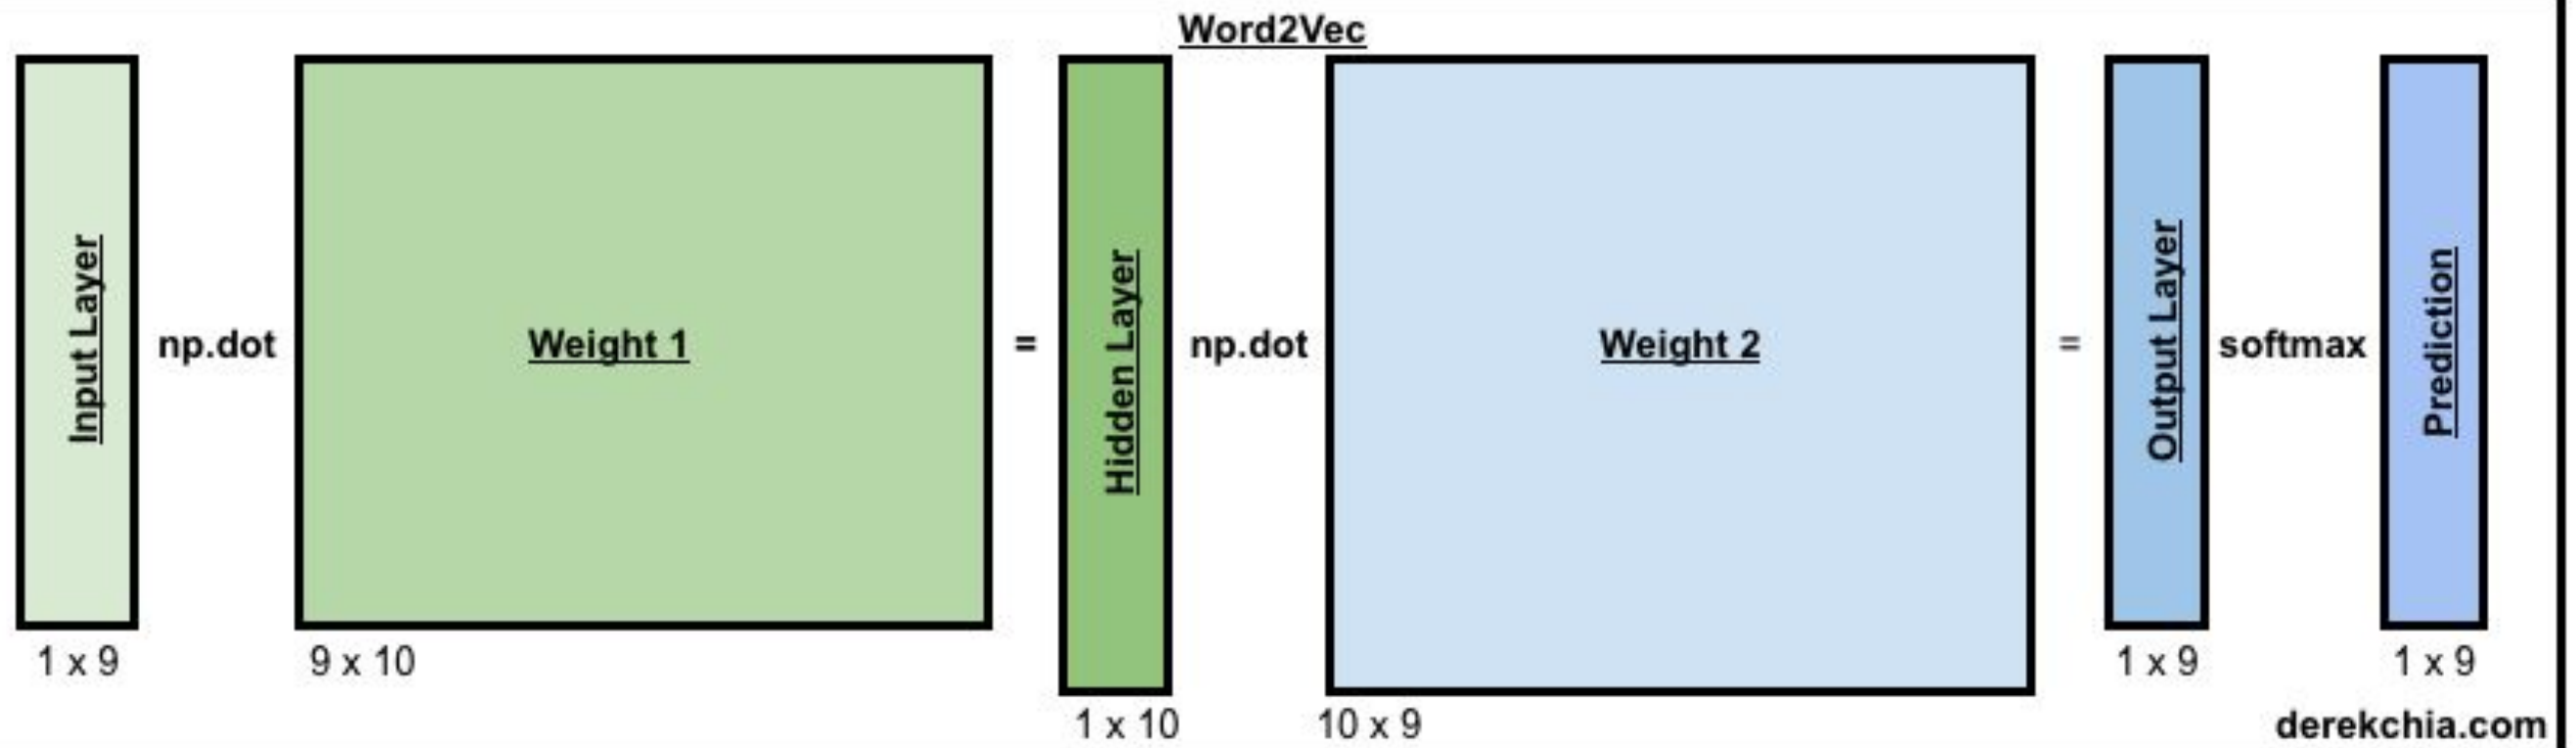 Word2Vec
Input Layer
np.dot
Weight 1
=
Hidden Layer
np.dot
Weight 2
=
Output Layer
softmax
Prediction
1 x 9
9 x 10
1 x 10
10 x 9
1 x 9
1 x 9
derekchia.com